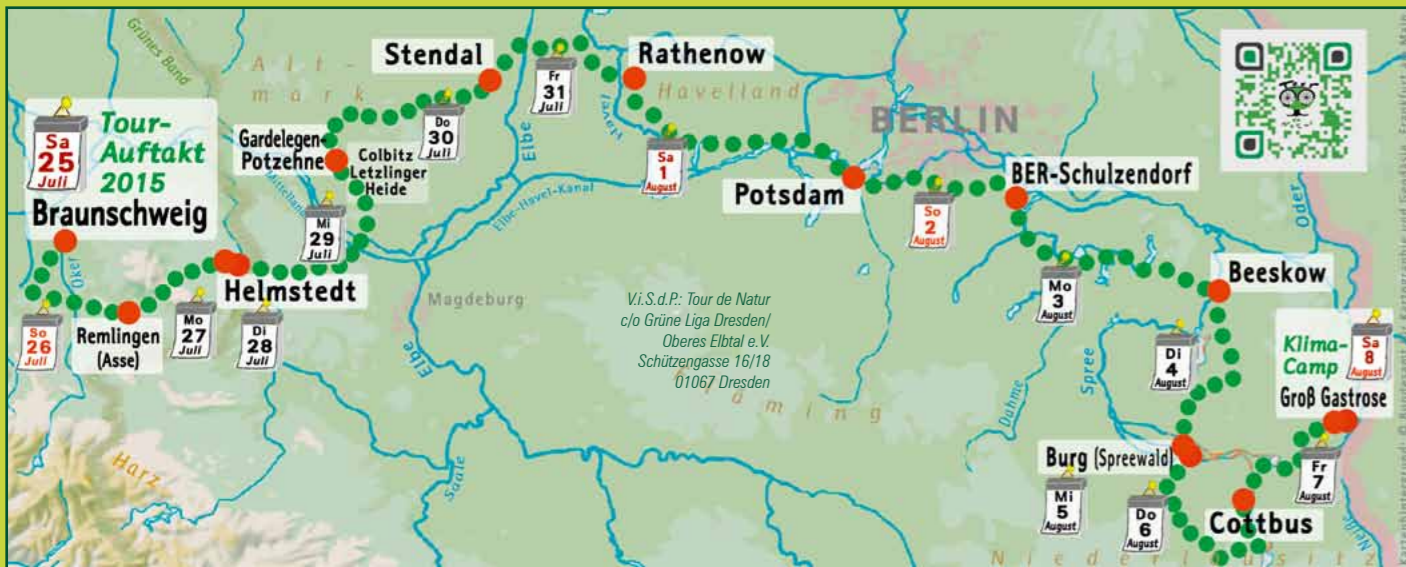 Grünes Band
Alt-
mark
Sa
25
Juli
Tour-
Auftakt
2015
Braunschweig
Oker
So
26
Juli
Remlingen
(Asse)
Mo
27
Juli
Helmstedt
Di
28
Juli
Mi
29
Juli
Mittelland
Gardelegen-
Potzehne
Colbitz
Letzlinger
Heide
Do
30
Juli
Stendal
Fr
31
Juli
Elbe
Elbe-Havel-Kanal
Havel
Rathenow
Havelland
Sa
1
August
BERLIN
Potsdam
So
2
August
BER-Schulzendorf
Mo
3
August
Oder
Beeskow
Di
4
August
Spree
Dahme
Burg (Spreewald)
Mi
5
August
Do
6
August
Cottbus
Fr
7
August
Klima-
Camp
Sa
8
August
Groß Gastrose
Neiße
Niederlausitz
Magdeburg
Elbe
Saale
Harz
Fläming
V.i.S.d.P.: Tour de Natur
c/o Grüne Liga Dresden/
Oberes Elbtal e.V.
Schützengasse 16/18
01067 Dresden